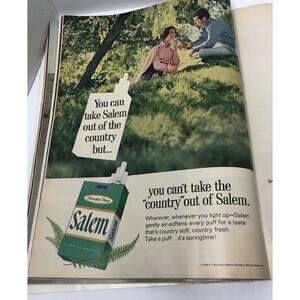 You can
take Salem
out of the
country
but...
you can't take the
"country" out of Salem.
Wherever, whenever you light up—Salem
gently air-softens every puff for a taste
that's country soft, country fresh.
Take a puff...it's springtime!
Menthol Fresh
Salem